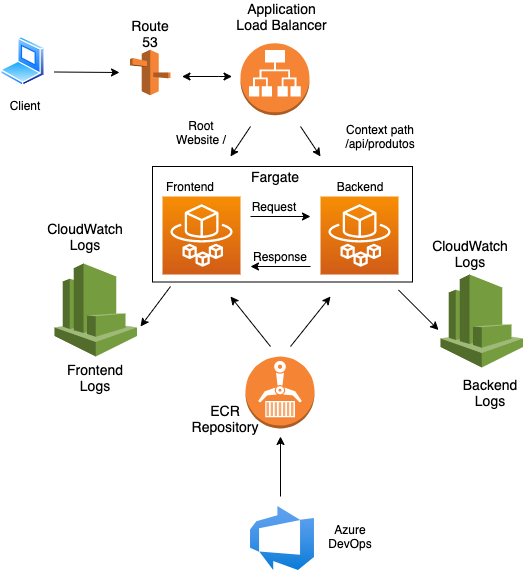 Application
Load Balancer
Route
53
Client
Root
Website /
Context path
/api/produtos
Fargate
Frontend
Backend
Request
Response
CloudWatch
Logs
Frontend
Logs
CloudWatch
Logs
Backend
Logs
ECR
Repository
Azure
DevOps